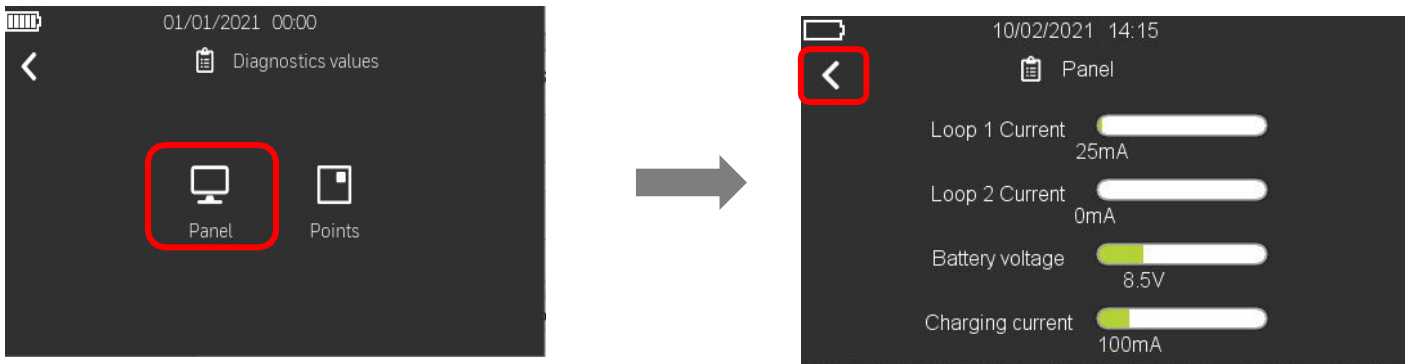 01/01/2021 00:00
Diagnostics values
Panel
Points
10/02/2021 14:15
Panel
Loop 1 Current
25mA
Loop 2 Current
0mA
Battery voltage
8.5V
Charging current
100mA